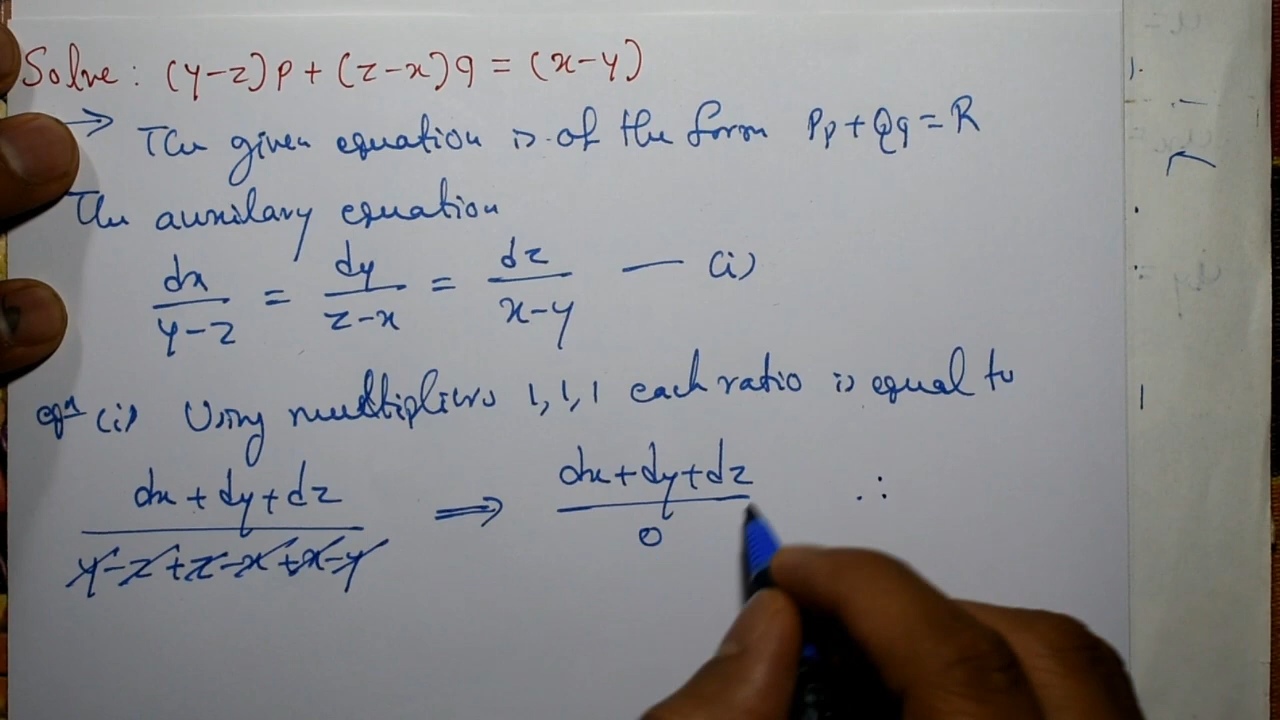 Solve: (y-z)p + (z-x)q = (x-y)
→ The given equation is of the form Pp + Qq = R
The auxilary equation
dx/(y-z) = dy/(z-x) = dz/(x-y) — (i)
eqn (i) Using multipliers 1, 1, 1 each ratio is equal to
(dx + dy + dz)/(y-z+z-x+x-y) ⟹ (dx+dy+dz)/0 ∴